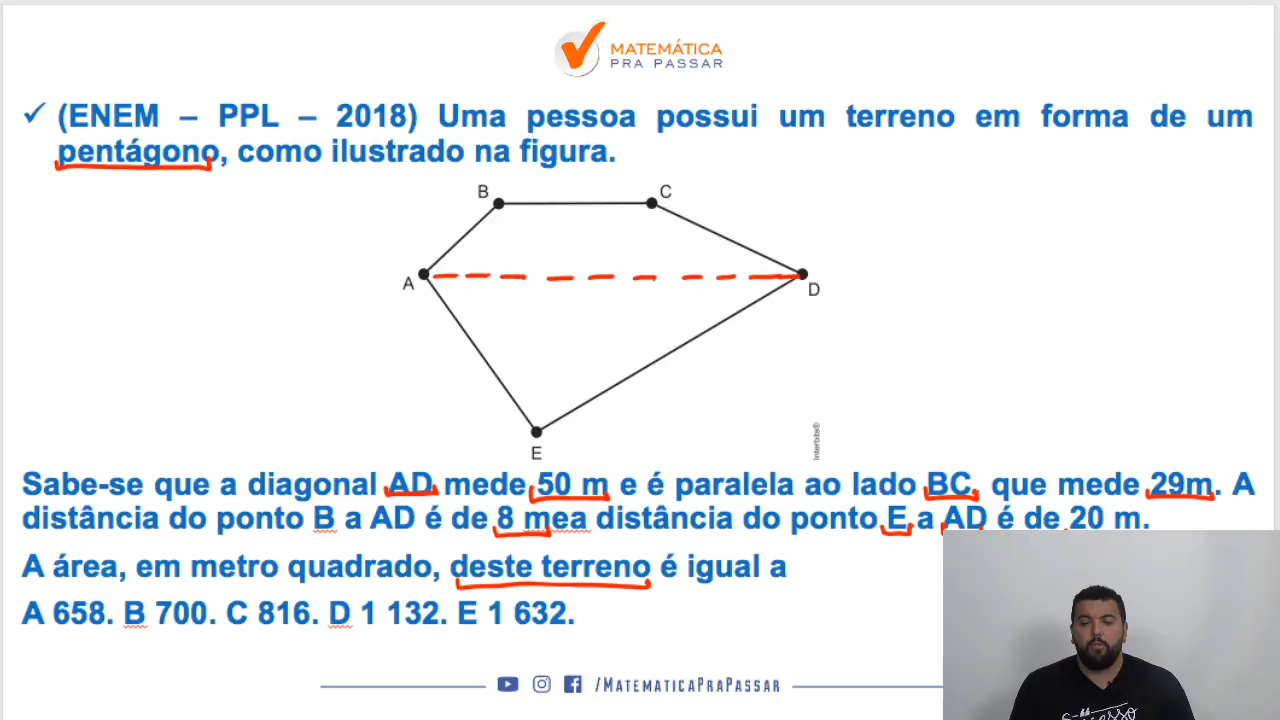 MATEMÁTICA
PRA PASSAR
✓ (ENEM – PPL – 2018) Uma pessoa possui um terreno em forma de um
pentágono, como ilustrado na figura.
B C
A D
E
Interbits®
Sabe-se que a diagonal AD mede 50 m e é paralela ao lado BC, que mede 29m. A
distância do ponto B a AD é de 8 mea distância do ponto E a AD é de 20 m.
A área, em metro quadrado, deste terreno é igual a
A 658. B 700. C 816. D 1 132. E 1 632.
/MATEMATICAPRAPASSAR